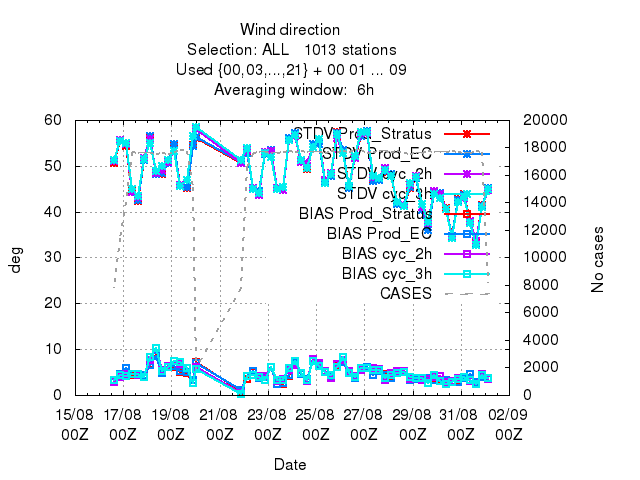 Wind direction
Selection: ALL   1013 stations
Used {00,03,...,21} + 00 01 ... 09
Averaging window:  6h
60
50
40
30
20
10
0
deg
20000
18000
16000
14000
12000
10000
8000
6000
4000
2000
0
No cases
STDV Prod_Stratus
STDV Prod_EC
STDV cyc_2h
STDV cyc_3h
BIAS Prod_Stratus
BIAS Prod_EC
BIAS cyc_2h
BIAS cyc_3h
CASES
15/08 17/08 19/08 21/08 23/08 25/08 27/08 29/08 31/08 02/09
00Z 00Z 00Z 00Z 00Z 00Z 00Z 00Z 00Z 00Z
Date